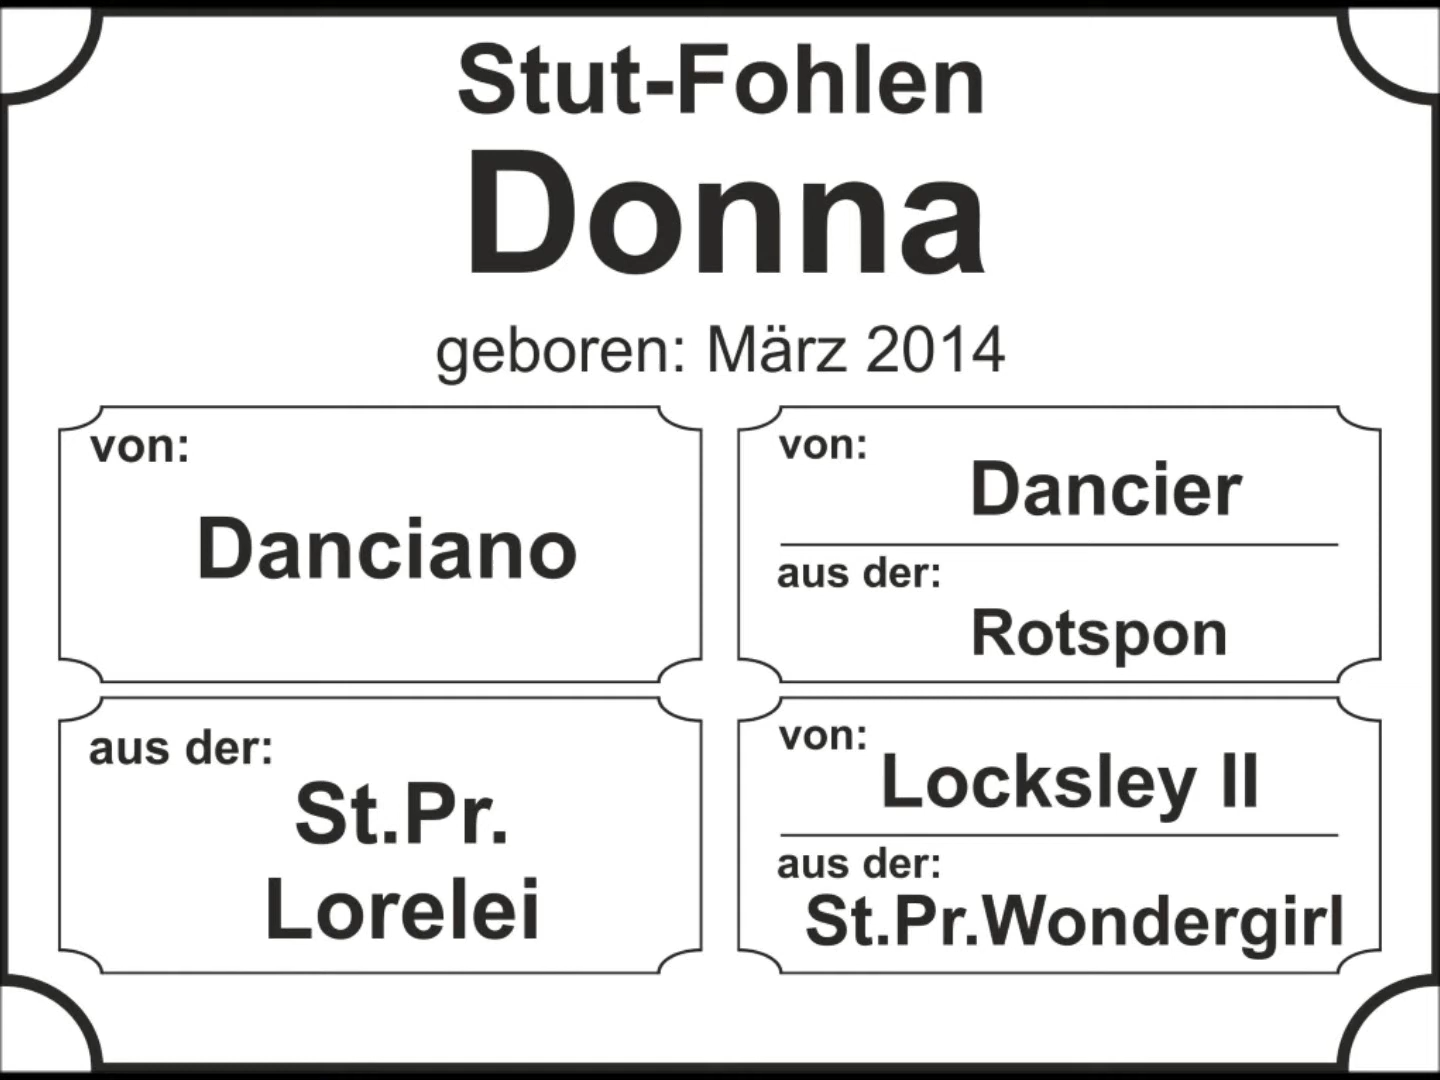 Stut-Fohlen
Donna
geboren: März 2014
von:
Danciano
von:
Dancier
aus der:
Rotspon
aus der:
St.Pr.
Lorelei
von:
Locksley II
aus der:
St.Pr.Wondergirl